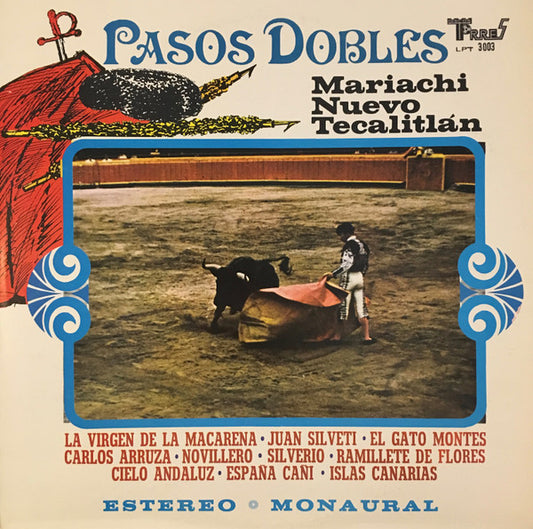 PASOS DOBLES
LPT 3003
Mariachi
Nuevo
Tecalitlán
LA VIRGEN DE LA MACARENA • JUAN SILVETI • EL GATO MONTES
CARLOS ARRUZA • NOVILLERO • SILVERIO • RAMILLETE DE FLORES
CIELO ANDALUZ • ESPAÑA CAÑI • ISLAS CANARIAS
ESTEREO • MONAURAL